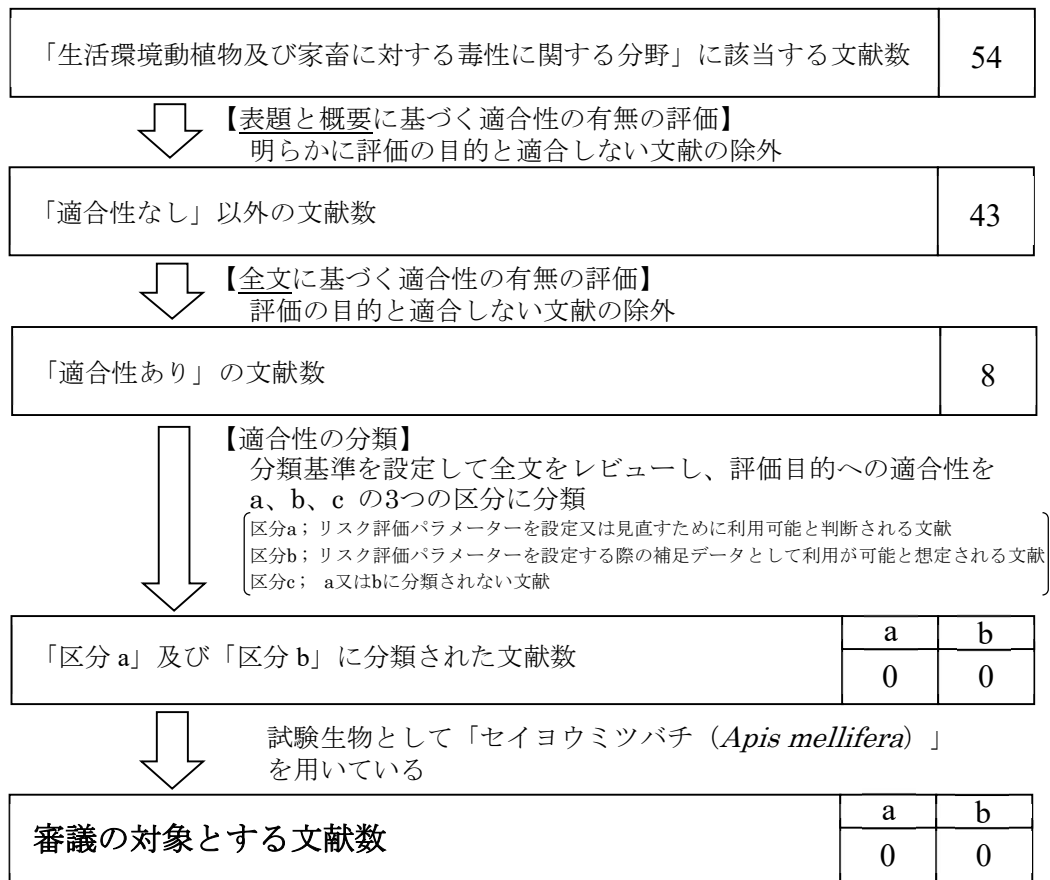 「生活環境動植物及び家畜に対する毒性に関する分野」に該当する文献数 54
【表題と概要に基づく適合性の有無の評価】
明らかに評価の目的と適合しない文献の除外
「適合性なし」以外の文献数 43
【全文に基づく適合性の有無の評価】
評価の目的と適合しない文献の除外
「適合性あり」の文献数 8
【適合性の分類】
分類基準を設定して全文をレビューし、評価目的への適合性を
a、b、c の3つの区分に分類
区分a；リスク評価パラメーターを設定又は見直すために利用可能と判断される文献
区分b；リスク評価パラメーターを設定する際の補足データとして利用が可能と想定される文献
区分c； a又はbに分類されない文献
「区分 a」及び「区分 b」に分類された文献数
a b
0 0
試験生物として「セイヨウミツバチ（Apis mellifera）」
を用いている
審議の対象とする文献数
a b
0 0